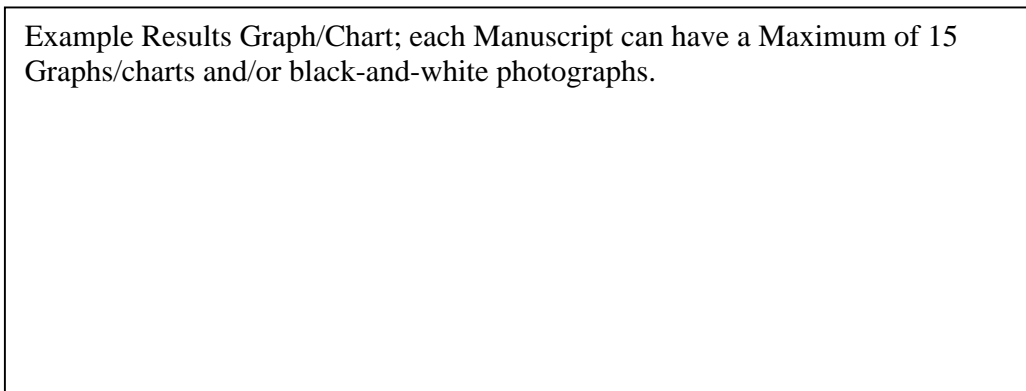 Example Results Graph/Chart; each Manuscript can have a Maximum of 15
Graphs/charts and/or black-and-white photographs.